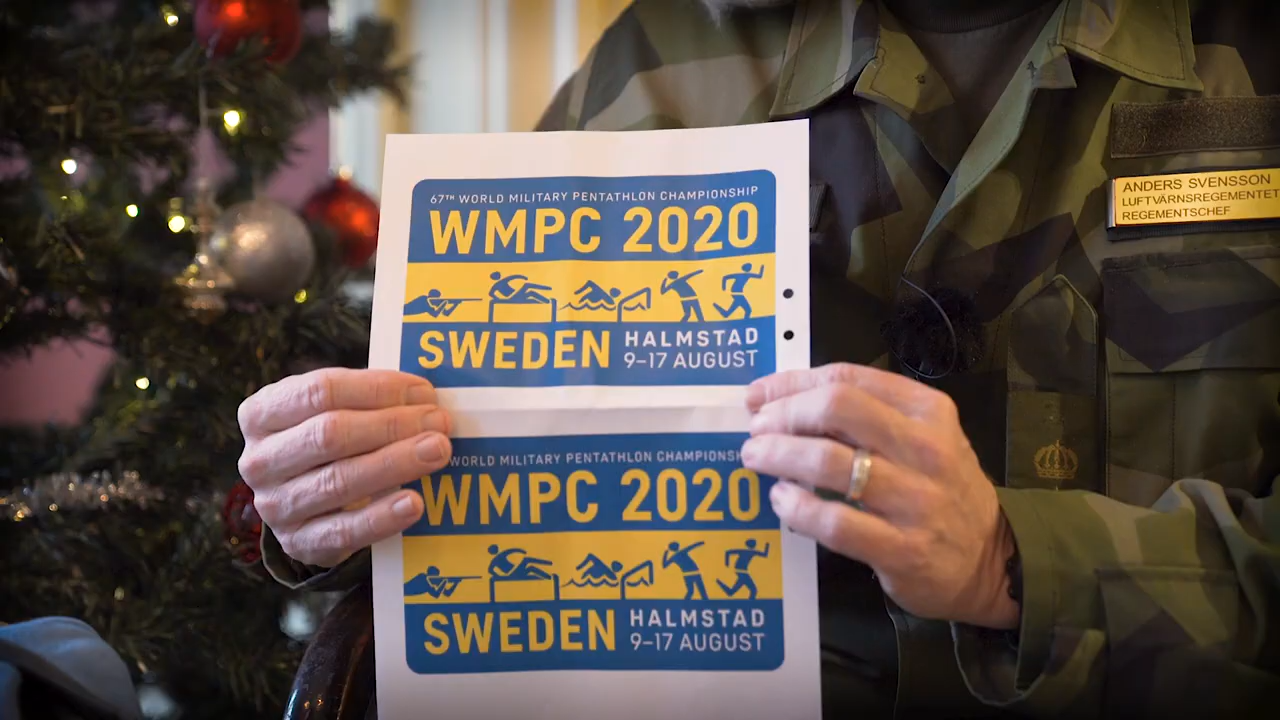 67TH WORLD MILITARY PENTATHLON CHAMPIONSHIP
WMPC 2020
SWEDEN
HALMSTAD
9–17 AUGUST
WORLD MILITARY PENTATHLON
WMPC 2020
SWEDEN
HALMSTAD
9–17 AUGUST
ANDERS SVENSSON
LUFTVÄRNSREGEMENTET
REGEMENTSCHEF